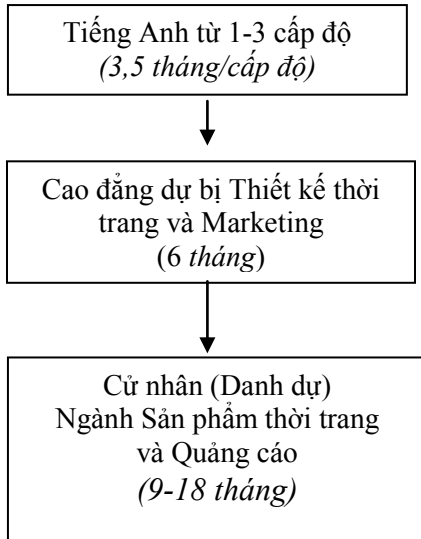 Tiếng Anh từ 1-3 cấp độ
(3,5 tháng/cấp độ)
Cao đẳng dự bị Thiết kế thời
trang và Marketing
(6 tháng)
Cử nhân (Danh dự)
Ngành Sản phẩm thời trang
và Quảng cáo
(9-18 tháng)